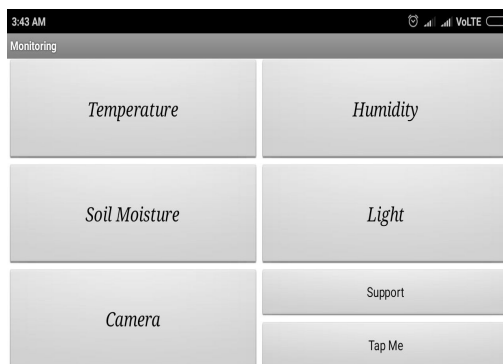 3:43 AM VoLTE
Monitoring
Temperature
Humidity
Soil Moisture
Light
Camera
Support
Tap Me